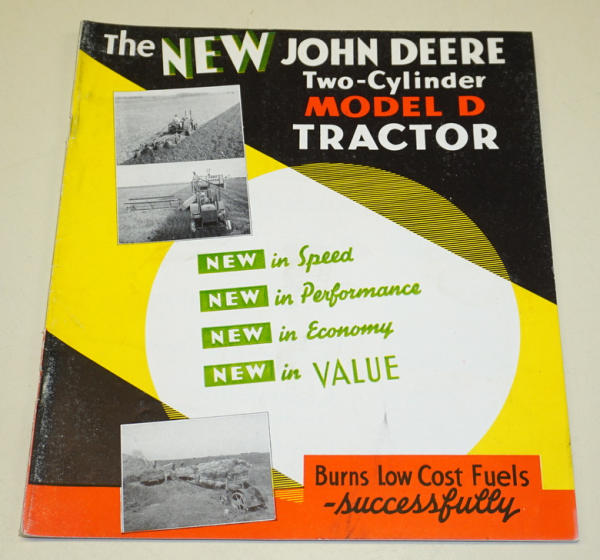 The NEW JOHN DEERE
Two-Cylinder
MODEL D
TRACTOR
NEW in Speed
NEW in Performance
NEW in Economy
NEW in VALUE
Burns Low Cost Fuels
-successfully